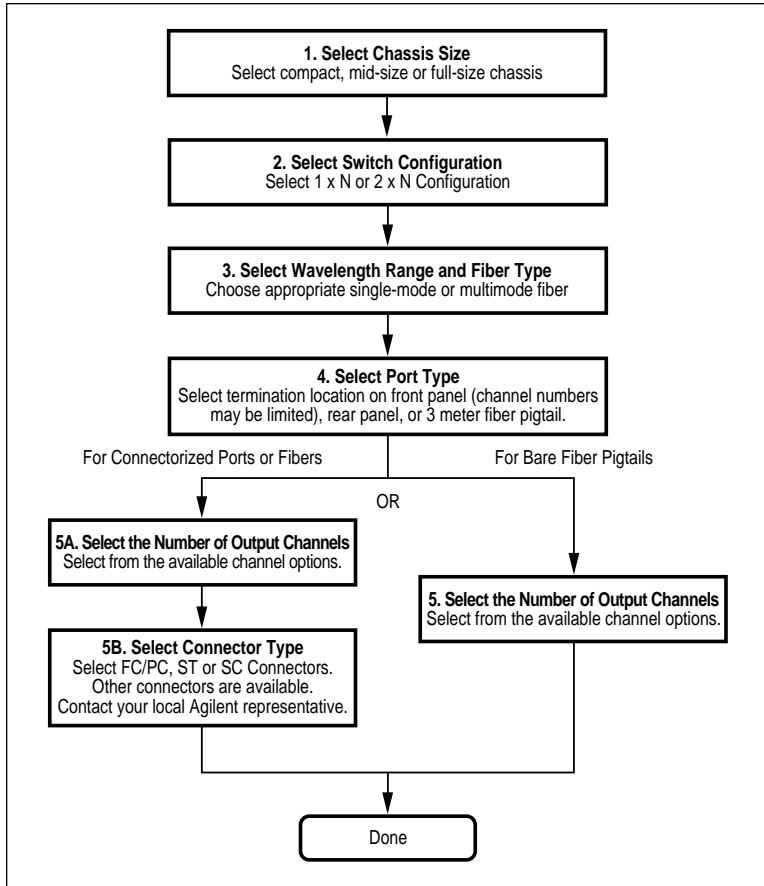 1. Select Chassis Size
Select compact, mid-size or full-size chassis
2. Select Switch Configuration
Select 1 x N or 2 x N Configuration
3. Select Wavelength Range and Fiber Type
Choose appropriate single-mode or multimode fiber
4. Select Port Type
Select termination location on front panel (channel numbers
may be limited), rear panel, or 3 meter fiber pigtail.
For Connectorized Ports or Fibers
For Bare Fiber Pigtails
OR
5A. Select the Number of Output Channels
Select from the available channel options.
5. Select the Number of Output Channels
Select from the available channel options.
5B. Select Connector Type
Select FC/PC, ST or SC Connectors.
Other connectors are available.
Contact your local Agilent representative.
Done